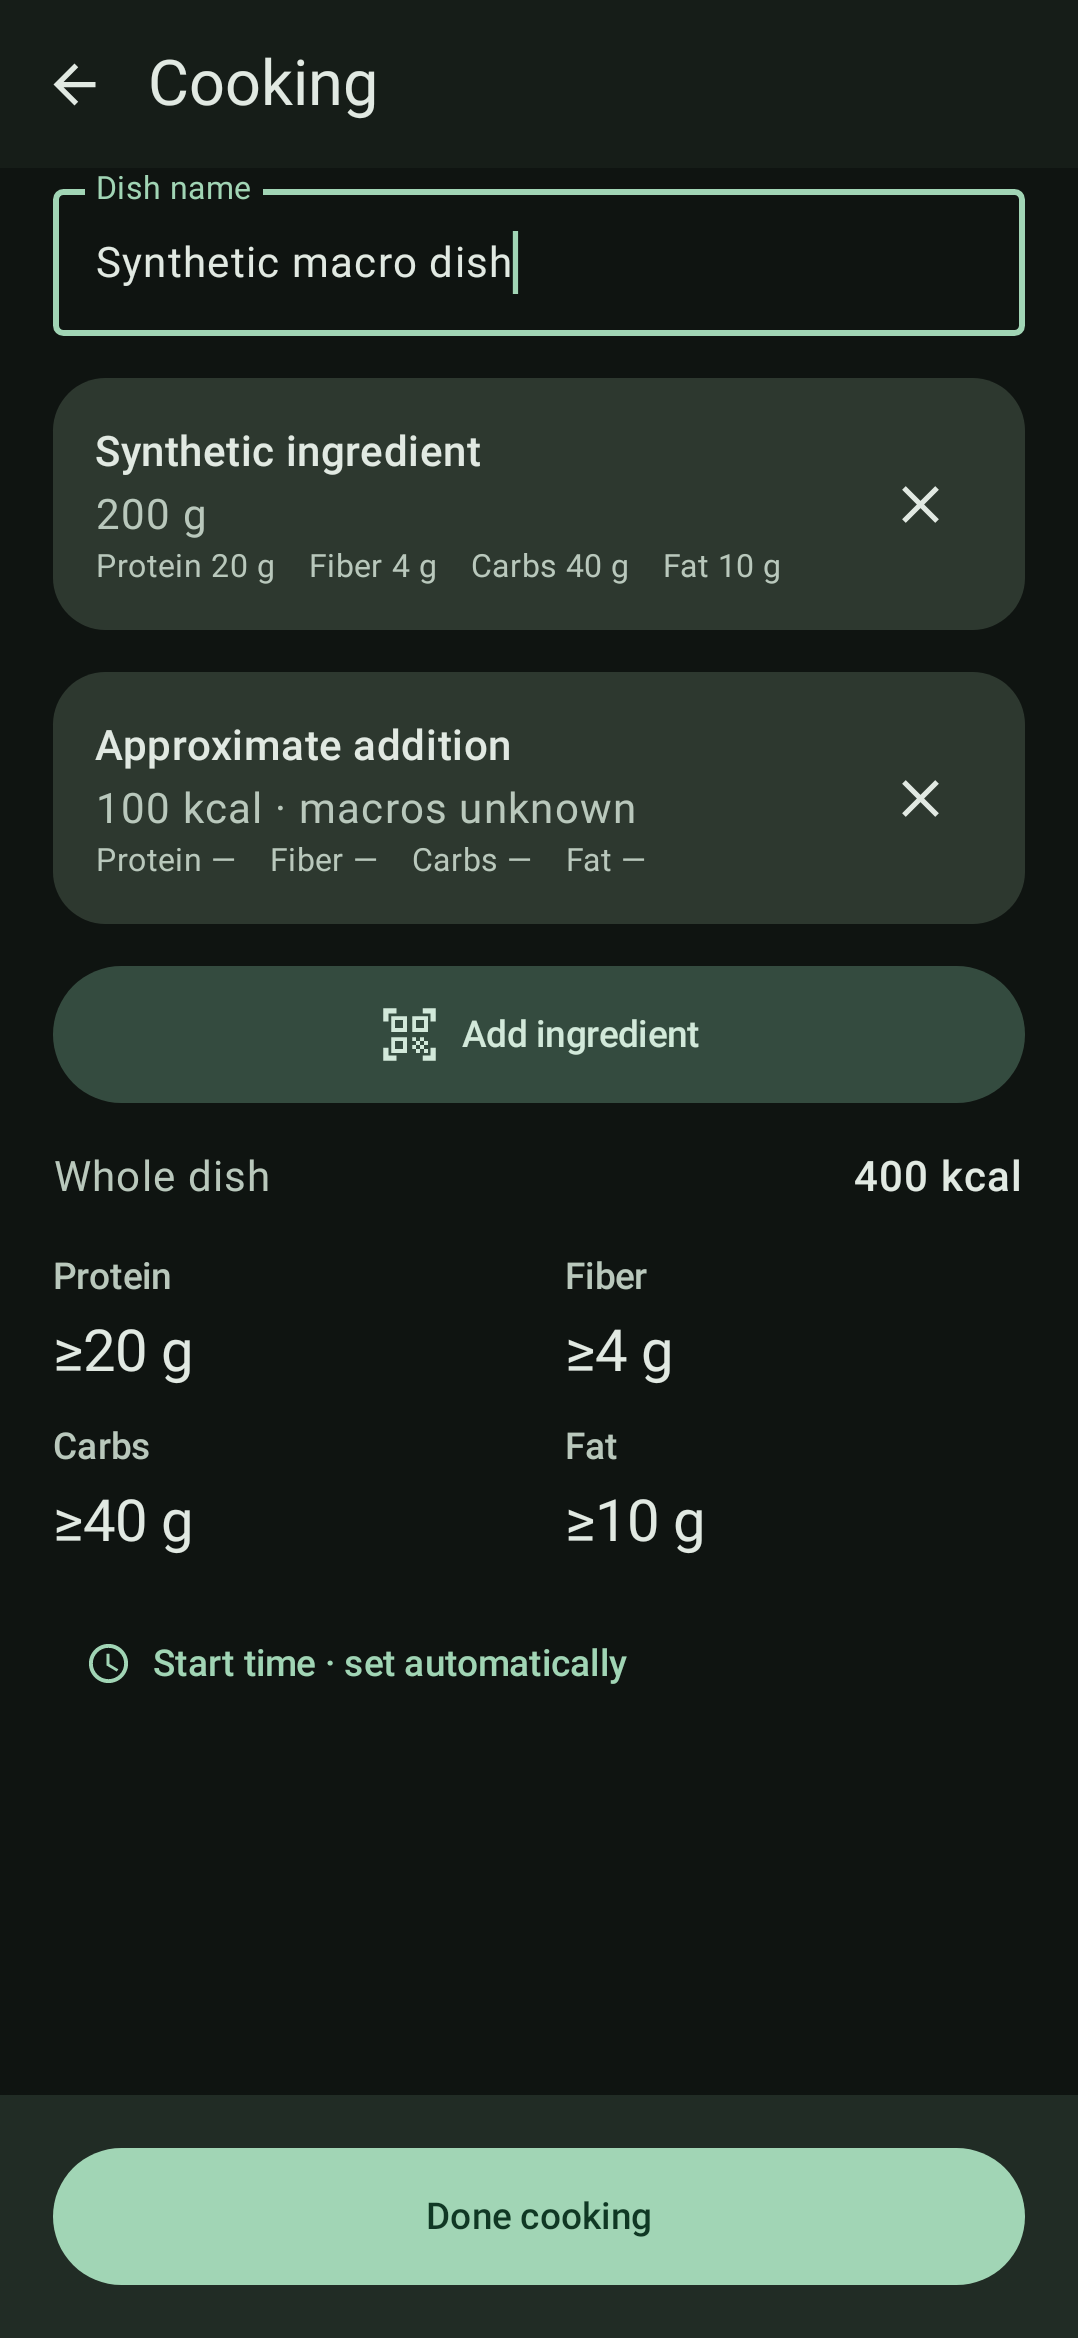 Cooking
Dish name
Synthetic macro dish
Synthetic ingredient
200 g
Protein 20 g Fiber 4 g Carbs 40 g Fat 10 g
Approximate addition
100 kcal · macros unknown
Protein — Fiber — Carbs — Fat —
Add ingredient
Whole dish 400 kcal
Protein Fiber
≥20 g ≥4 g
Carbs Fat
≥40 g ≥10 g
Start time · set automatically
Done cooking